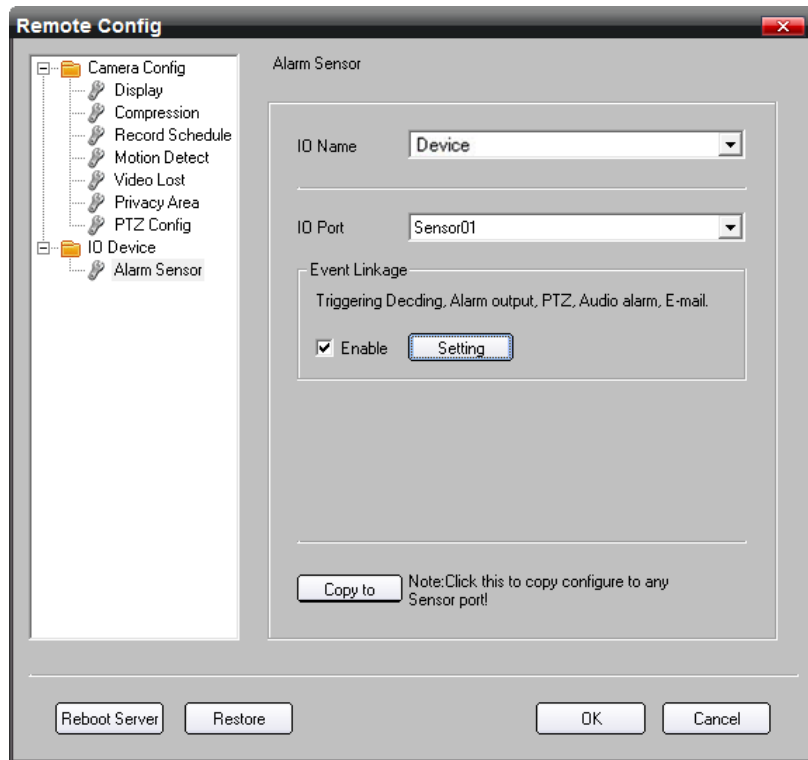 Remote Config
Camera Config
Display
Compression
Record Schedule
Motion Detect
Video Lost
Privacy Area
PTZ Config
IO Device
Alarm Sensor
Alarm Sensor
IO Name
Device
IO Port
Sensor01
Event Linkage
Triggering Decding, Alarm output, PTZ, Audio alarm, E-mail.
Enable
Setting
Copy to
Note:Click this to copy configure to any
Sensor port!
Reboot Server
Restore
OK
Cancel